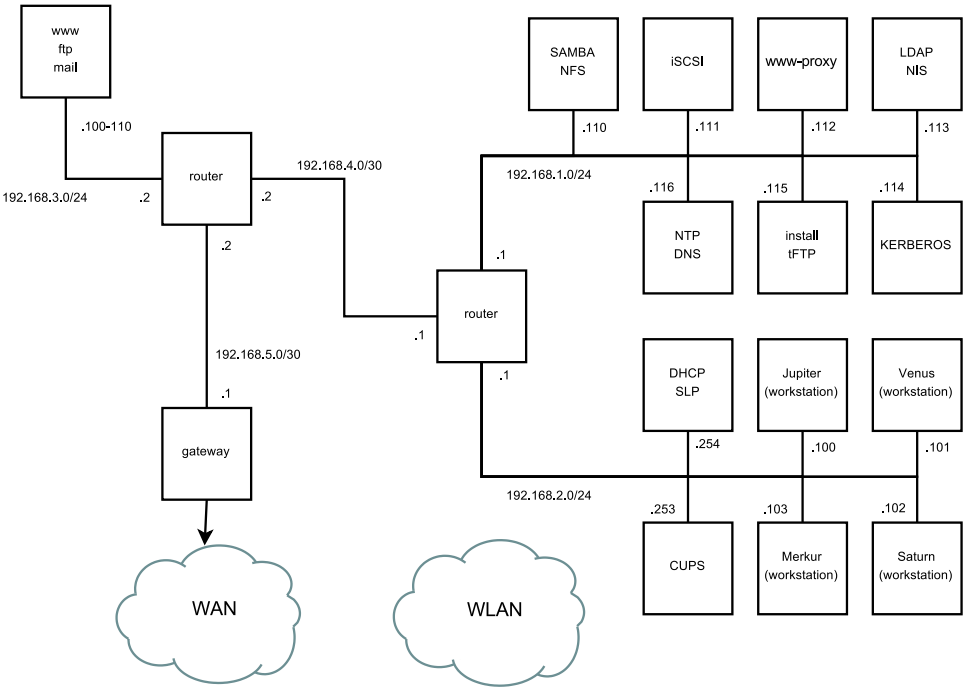 www
ftp
mail
SAMBA
NFS
iSCSI
www-proxy
LDAP
NIS
.100-110
.110
.111
.112
.113
router
192.168.4.0/30
192.168.3.0/24
.2
.2
192.168.1.0/24
.116
.115
.114
.2
NTP
DNS
install
tFTP
KERBEROS
.1
router
.1
192.168.5.0/30
.1
.1
DHCP
SLP
Jupiter
(workstation)
Venus
(workstation)
gateway
.254
.100
.101
192.168.2.0/24
.253
.103
.102
CUPS
Merkur
(workstation)
Saturn
(workstation)
WAN
WLAN